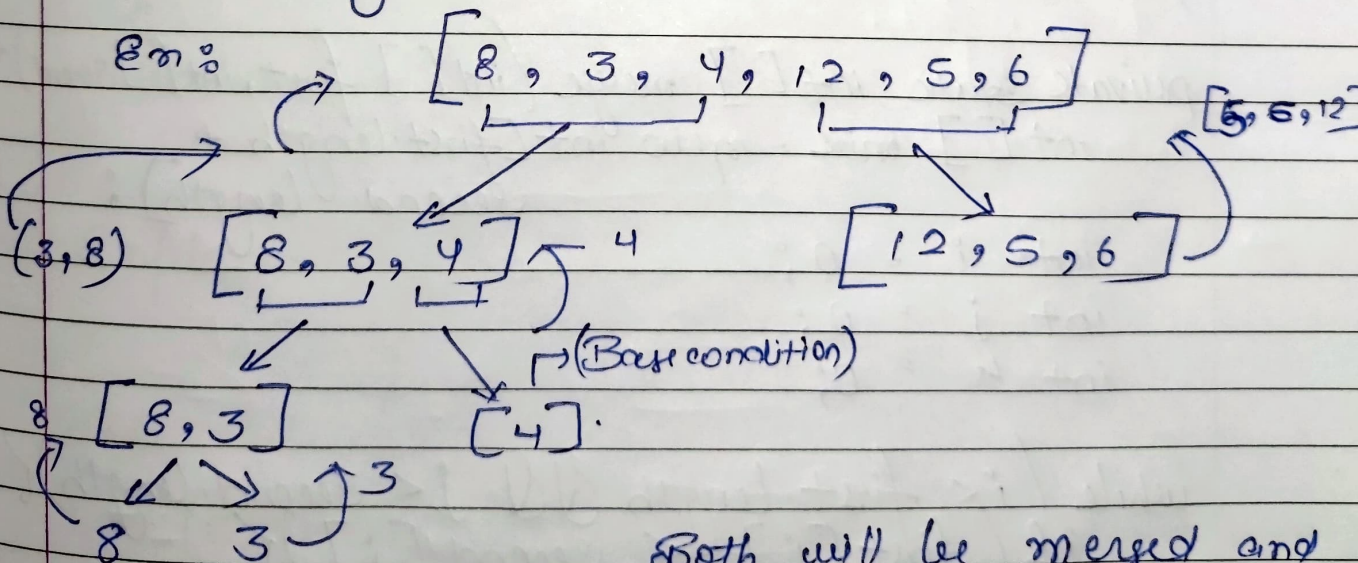 Ex: [8, 3, 4, 12, 5, 6]
[5, 6, 12]
(3, 8) [8, 3, 4] 4 [12, 5, 6]
(Base condition)
8 [8, 3] [4].
3
8 3
Both will be merged and